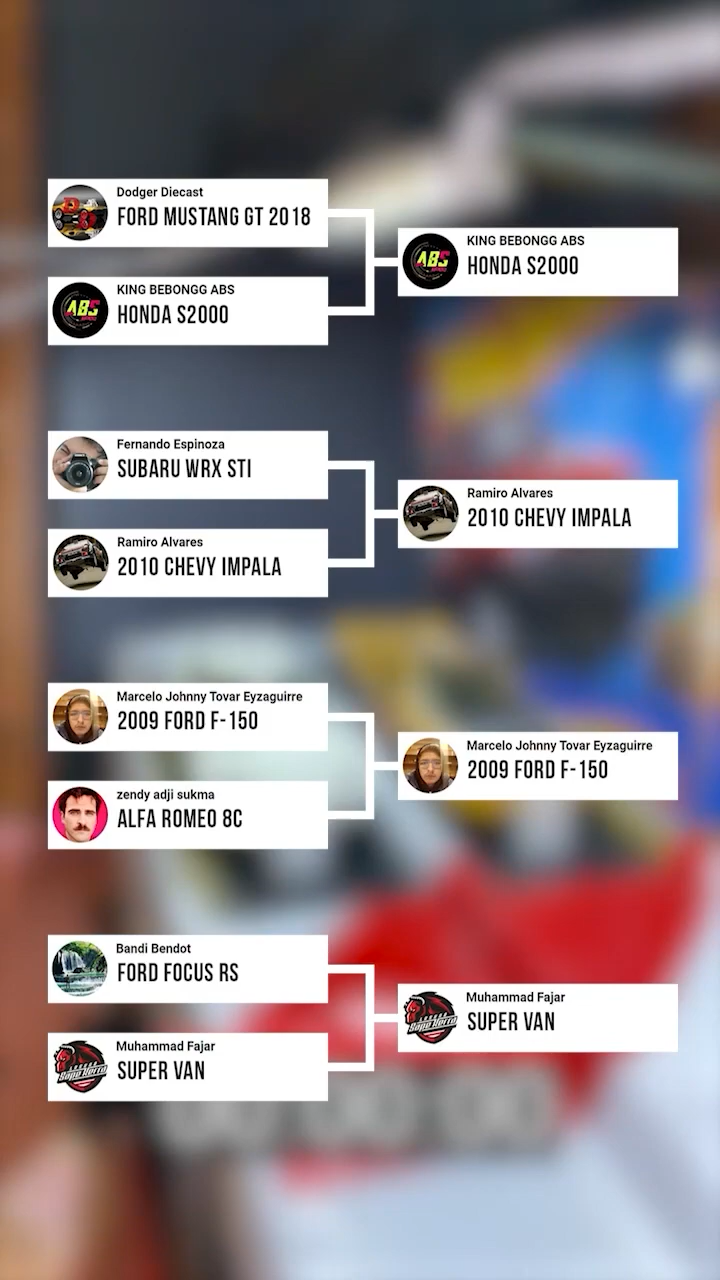 Dodger Diecast
FORD MUSTANG GT 2018
KING BEBONGG ABS
HONDA S2000
KING BEBONGG ABS
HONDA S2000
Fernando Espinoza
SUBARU WRX STI
Ramiro Alvares
2010 CHEVY IMPALA
Ramiro Alvares
2010 CHEVY IMPALA
Marcelo Johnny Tovar Eyzaguirre
2009 FORD F-150
zendy adji sukma
ALFA ROMEO 8C
Marcelo Johnny Tovar Eyzaguirre
2009 FORD F-150
Bandi Bendot
FORD FOCUS RS
Muhammad Fajar
SUPER VAN
Muhammad Fajar
SUPER VAN
ABS
ABS